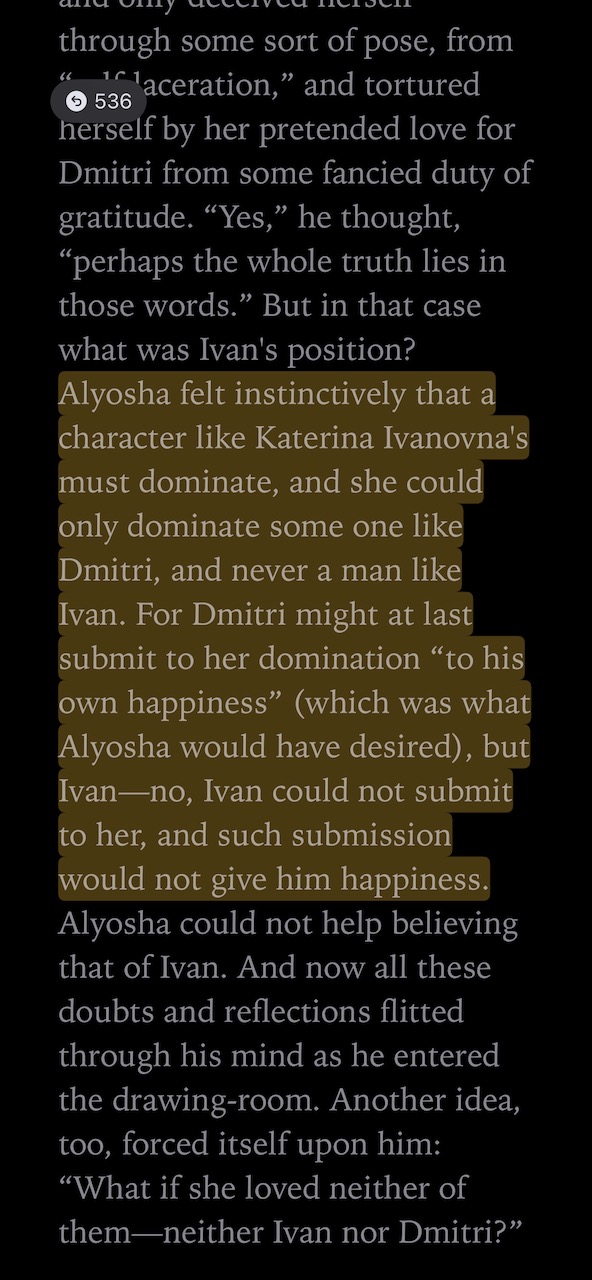 through some sort of pose, from
laceration,” and tortured
536
herself by her pretended love for
Dmitri from some fancied duty of
gratitude. “Yes,” he thought,
“perhaps the whole truth lies in
those words.” But in that case
what was Ivan's position?
Alyosha felt instinctively that a
character like Katerina Ivanovna's
must dominate, and she could
only dominate some one like
Dmitri, and never a man like
Ivan. For Dmitri might at last
submit to her domination “to his
own happiness” (which was what
Alyosha would have desired), but
Ivan—no, Ivan could not submit
to her, and such submission
would not give him happiness.
Alyosha could not help believing
that of Ivan. And now all these
doubts and reflections flitted
through his mind as he entered
the drawing-room. Another idea,
too, forced itself upon him:
“What if she loved neither of
them—neither Ivan nor Dmitri?”